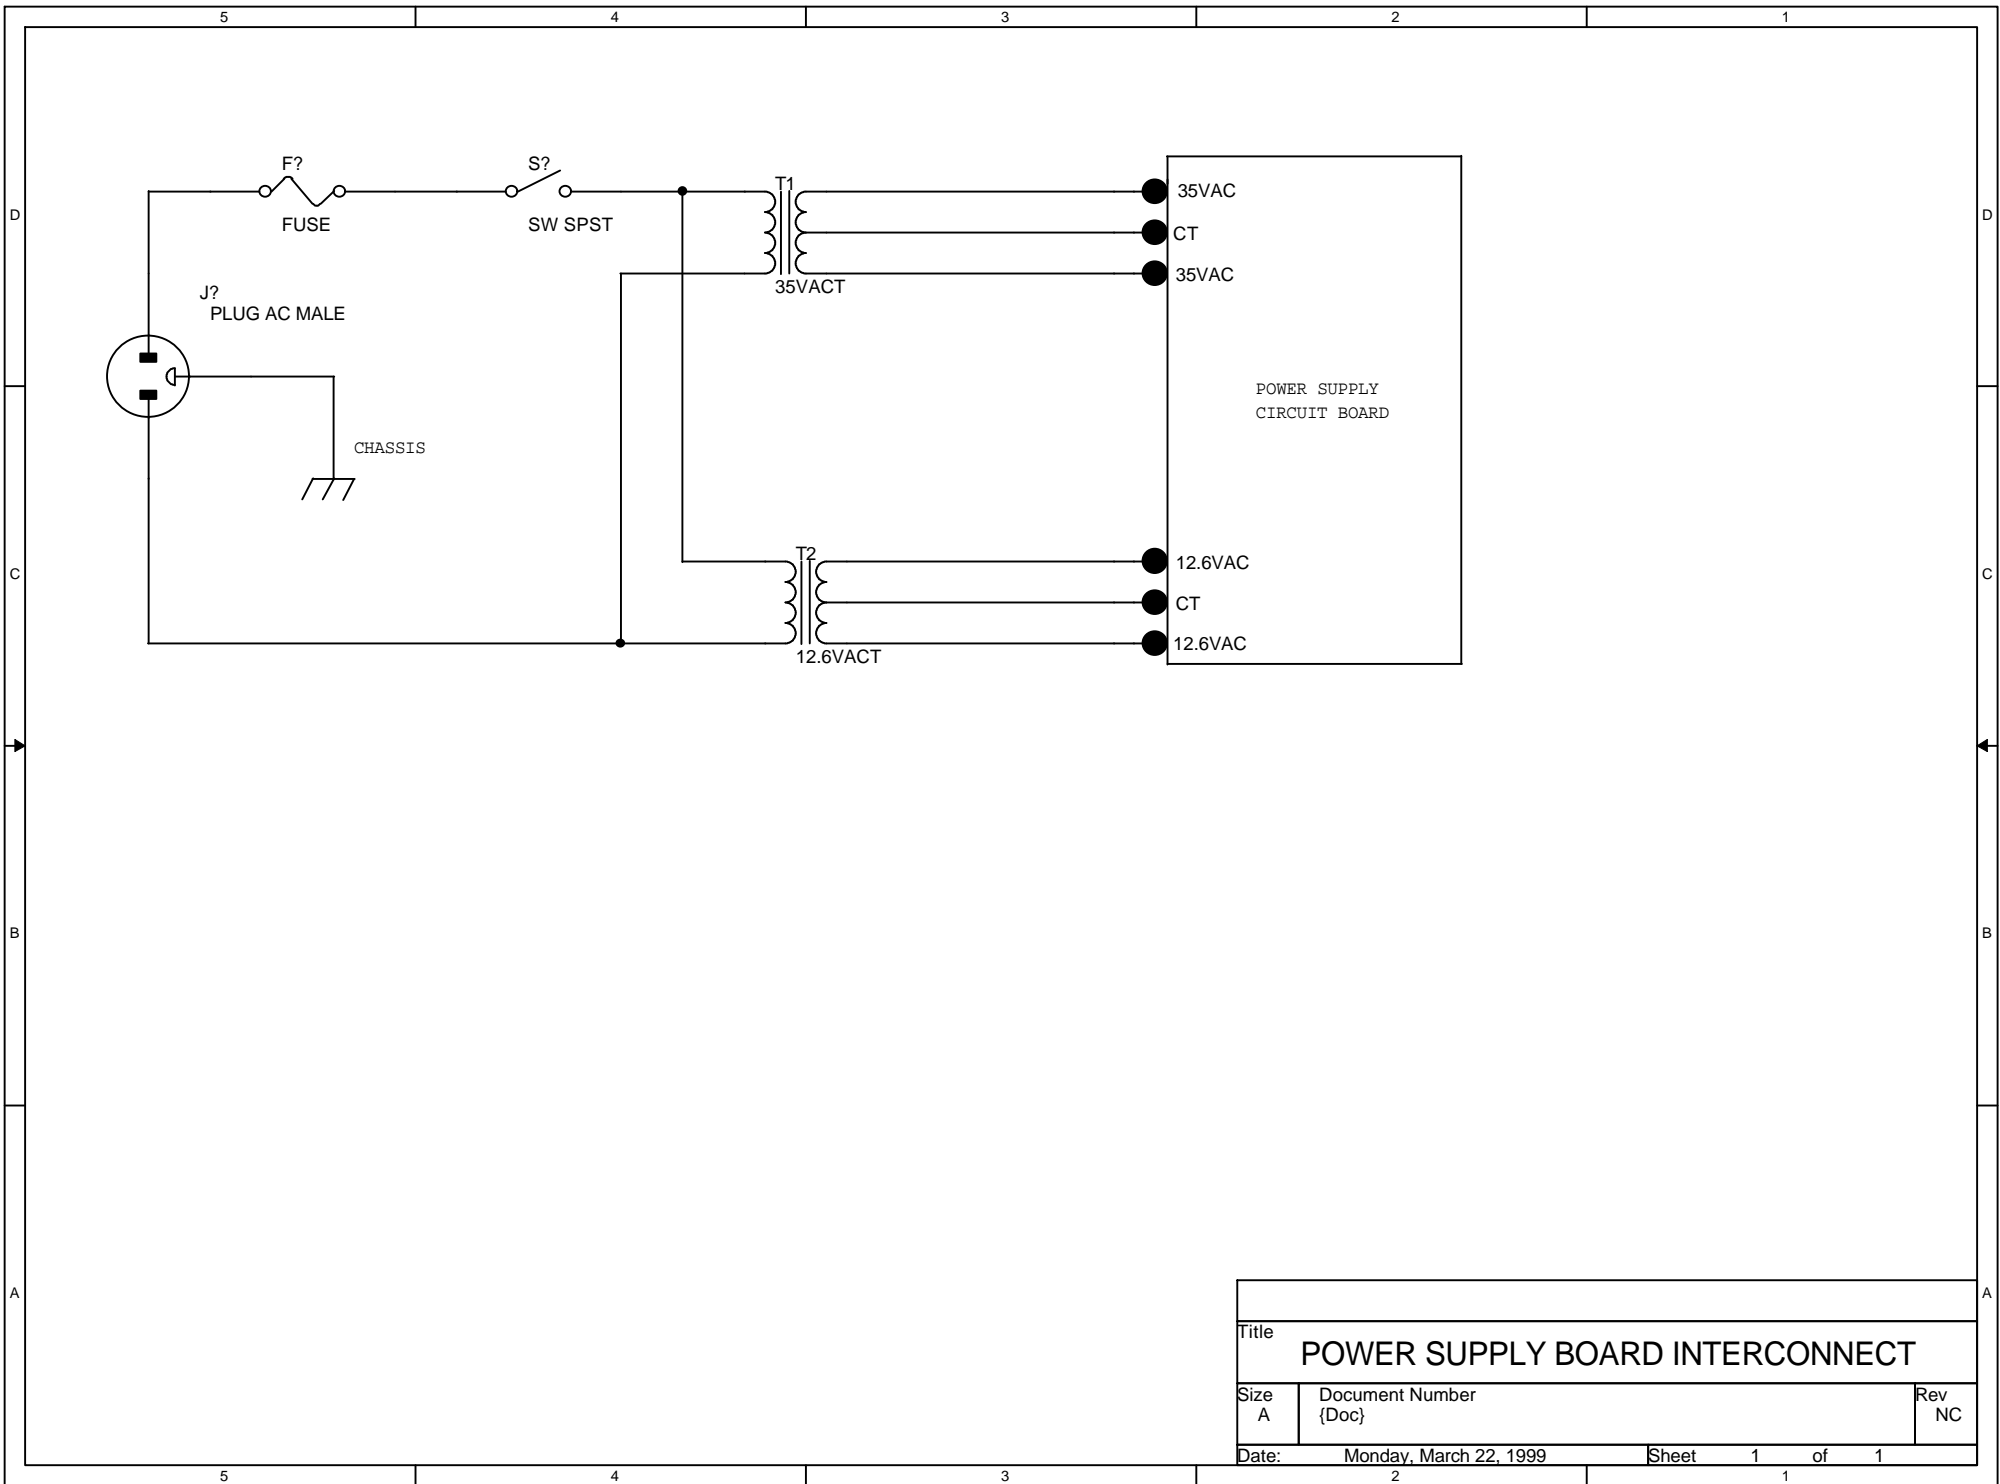 5 4 3 2 1
D D
C C
B B
A A
F?
FUSE
S?
SW SPST
J?
PLUG AC MALE
CHASSIS
T1
35VACT
35VAC
CT
35VAC
POWER SUPPLY
CIRCUIT BOARD
T2
12.6VACT
12.6VAC
CT
12.6VAC
Title
POWER SUPPLY BOARD INTERCONNECT
Size Document Number Rev
A {Doc} NC
Date: Monday, March 22, 1999 Sheet 1 of 1
5 4 3 2 1